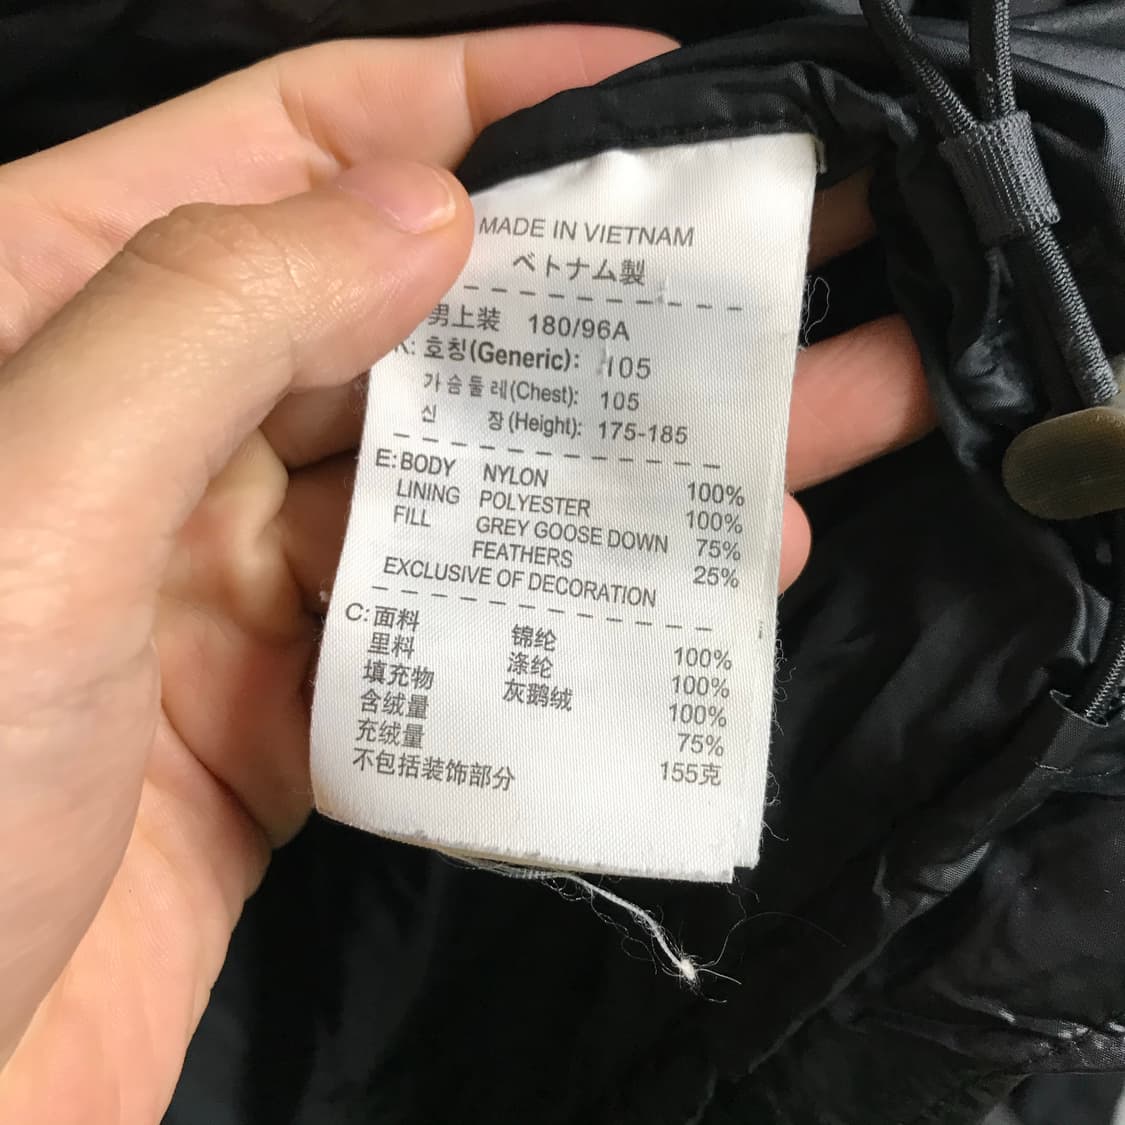 MADE IN VIETNAM
ベトナム製
男上装 180/96A
K: 호칭(Generic): 105
가슴둘레(Chest): 105
신 장(Height): 175-185
E: BODY NYLON 100%
LINING POLYESTER 100%
FILL GREY GOOSE DOWN 75%
FEATHERS 25%
EXCLUSIVE OF DECORATION
C: 面料 锦纶 100%
里料 涤纶 100%
填充物 灰鹅绒 100%
含绒量 75%
充绒量 155克
不包括装饰部分